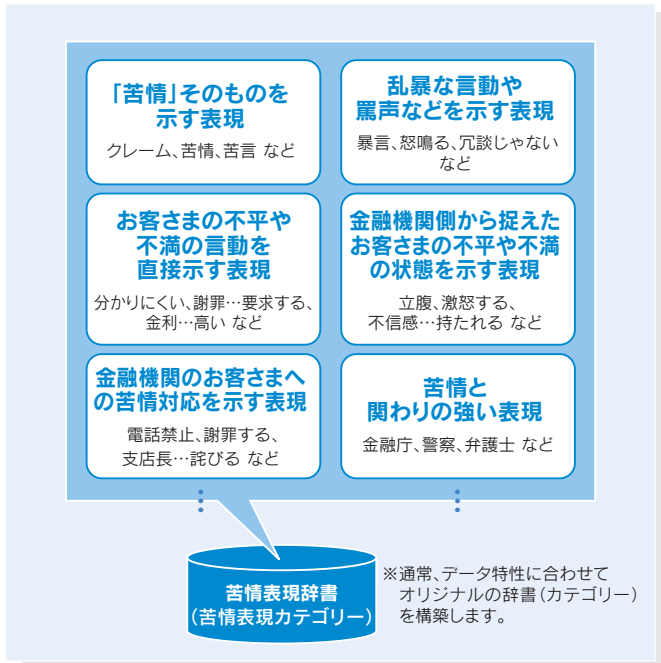 「苦情」そのものを
示す表現
クレーム、苦情、苦言 など
乱暴な言動や
罵声などを示す表現
暴言、怒鳴る、冗談じゃない
など
お客さまの不平や
不満の言動を
直接示す表現
分かりにくい、謝罪…要求する、
金利…高い など
金融機関側から捉えた
お客さまの不平や不満
の状態を示す表現
立腹、激怒する、
不信感…持たれる など
金融機関のお客さまへ
の苦情対応を示す表現
電話禁止、謝罪する、
支店長…詫びる など
苦情と
関わりの強い表現
金融庁、警察、弁護士 など
苦情表現辞書
(苦情表現カテゴリー)
※通常、データ特性に合わせて
オリジナルの辞書(カテゴリー)
を構築します。